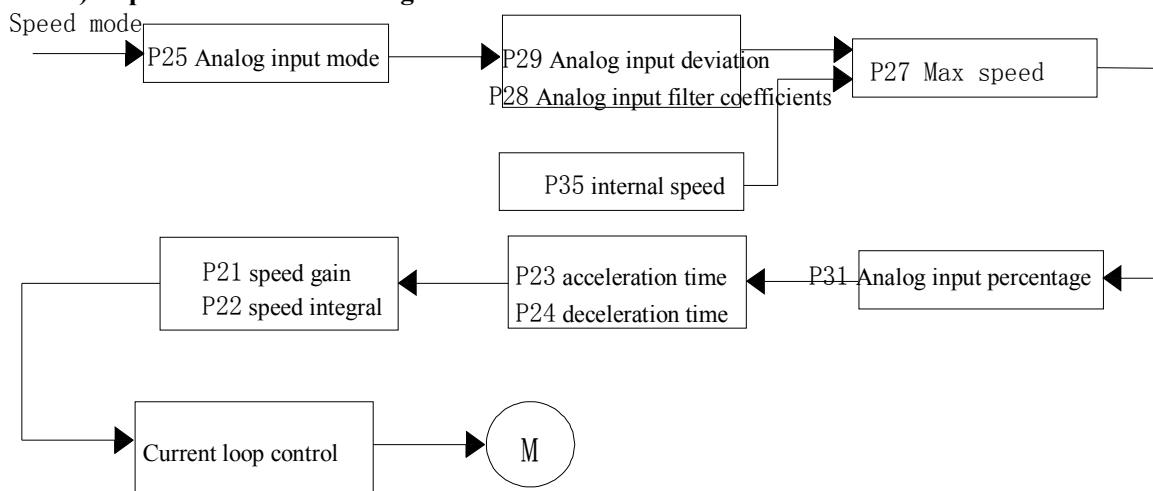 Speed mode
P25 Analog input mode
P29 Analog input deviation
P28 Analog input filter coefficients
P27 Max speed
P35 internal speed
P21 speed gain
P22 speed integral
P23 acceleration time
P24 deceleration time
P31 Analog input percentage
Current loop control
M